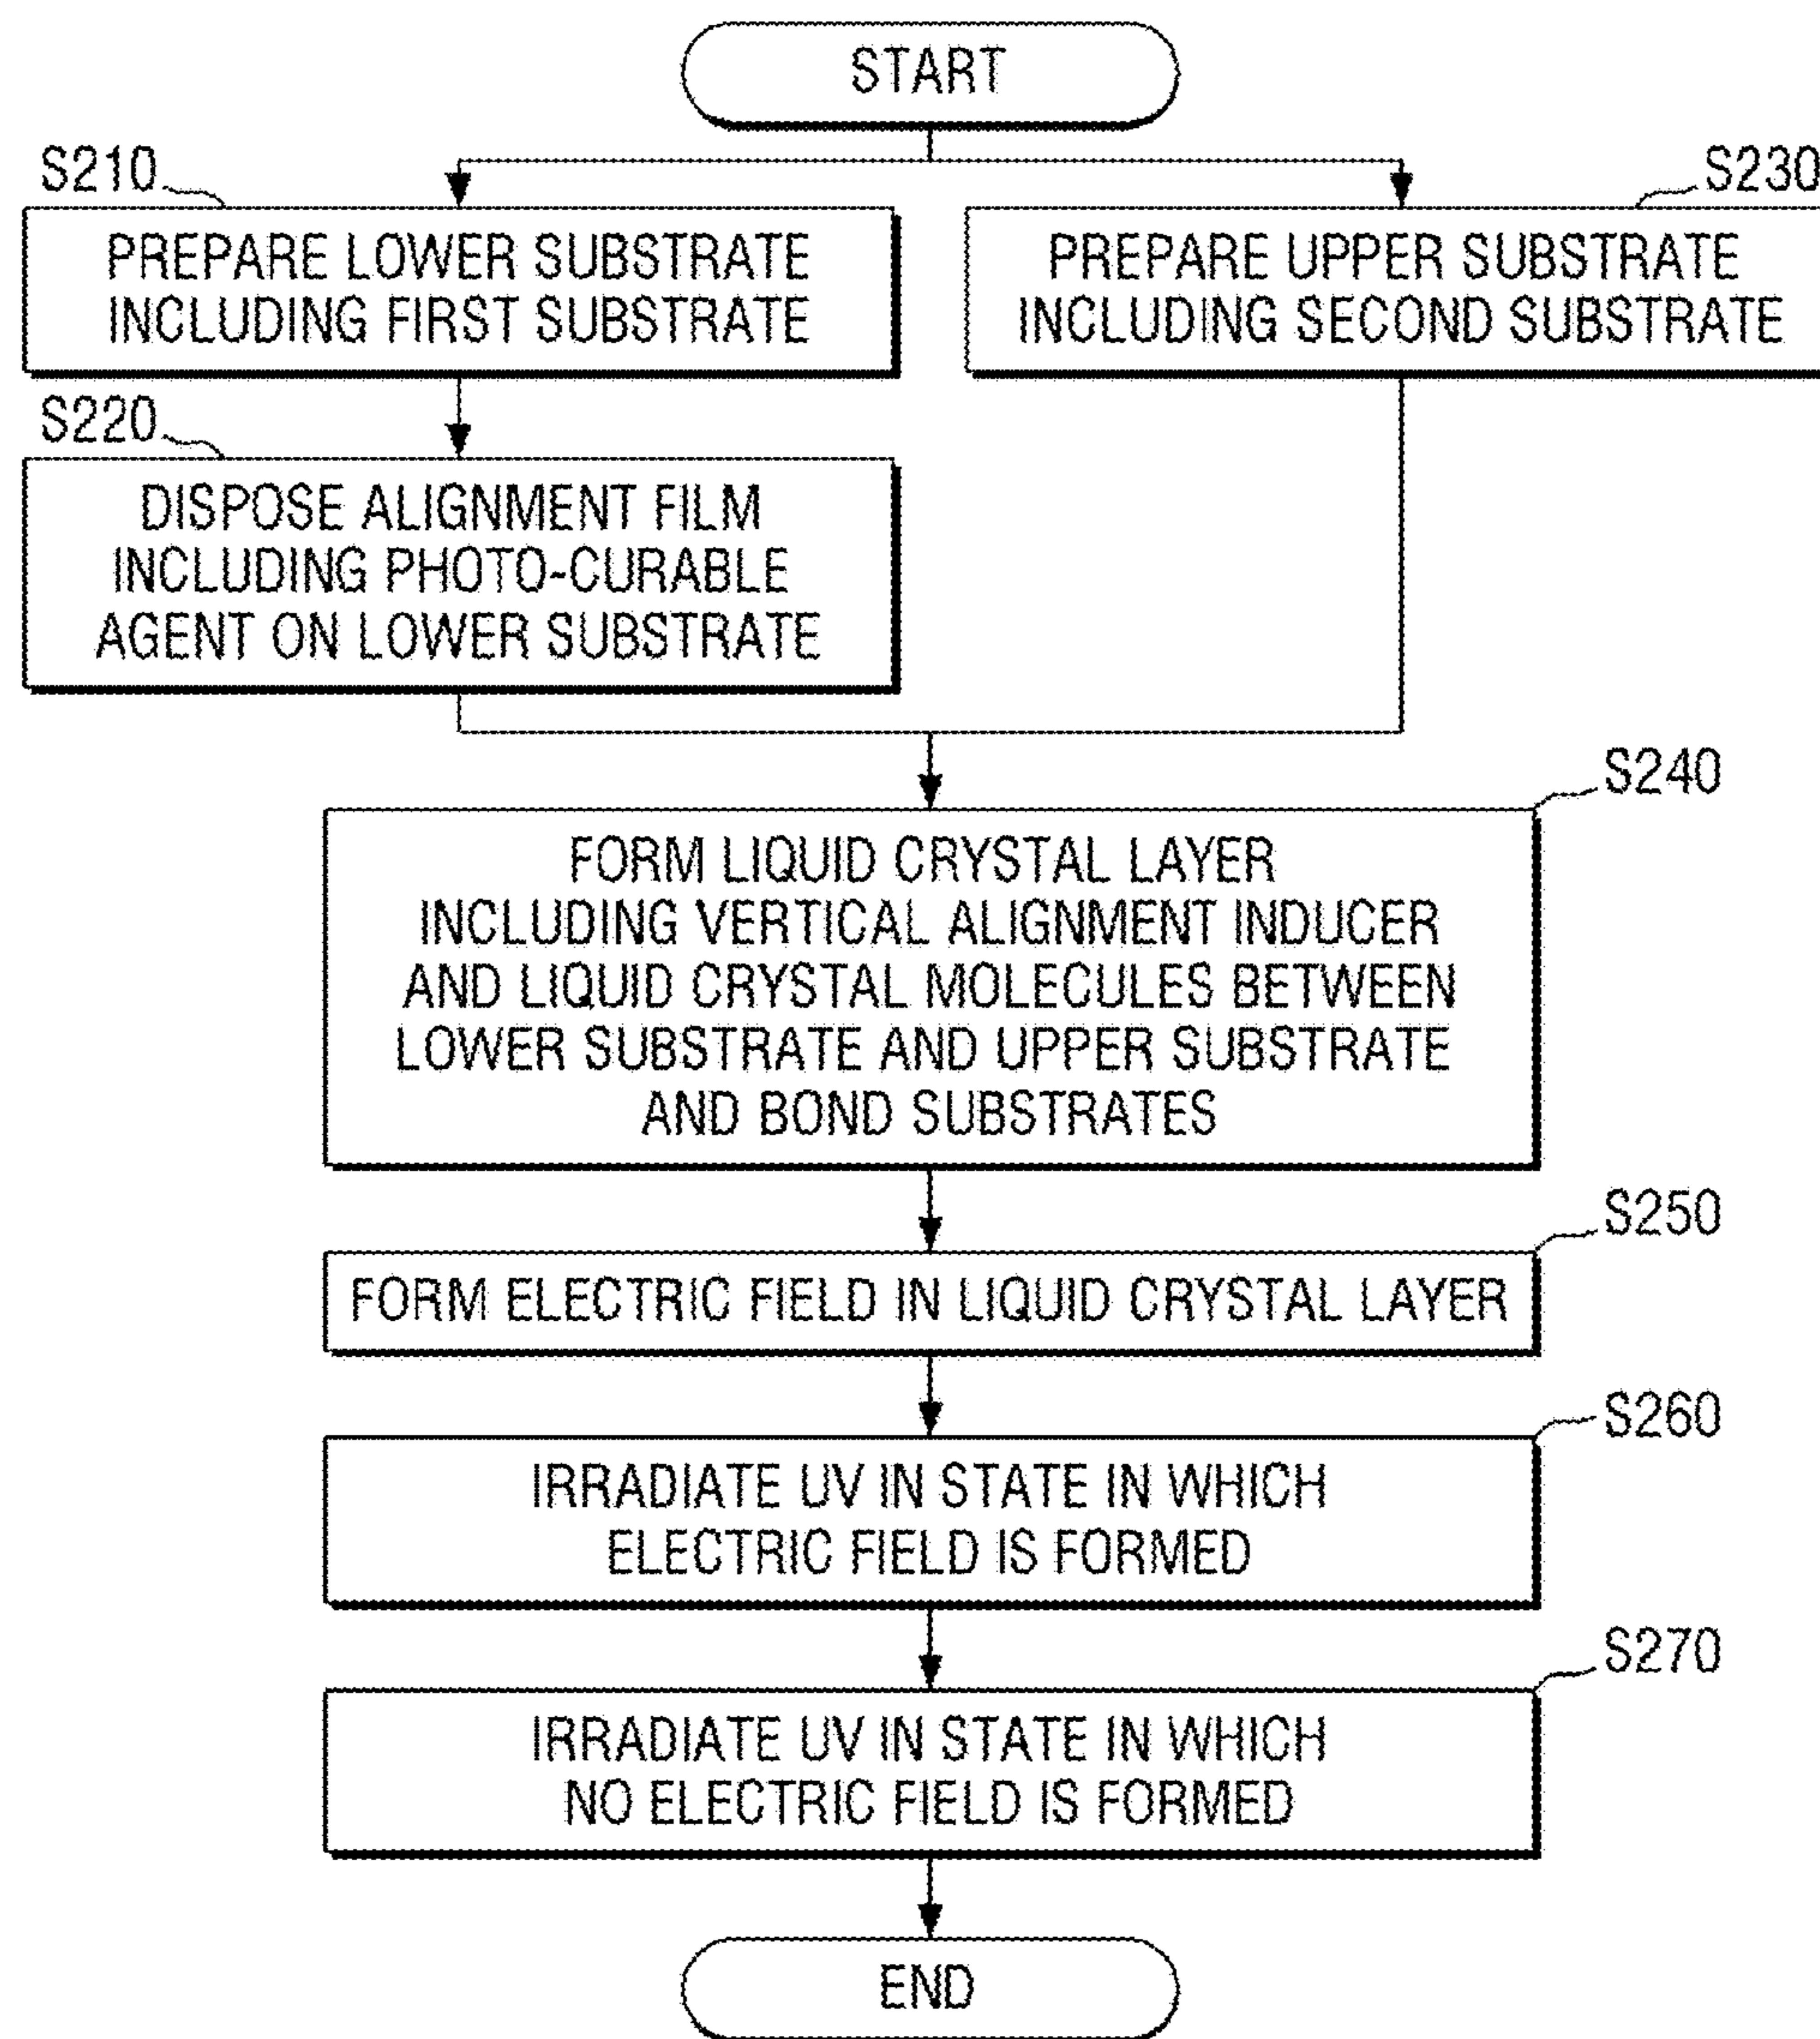 START
S210
PREPARE LOWER SUBSTRATE
INCLUDING FIRST SUBSTRATE
S230
PREPARE UPPER SUBSTRATE
INCLUDING SECOND SUBSTRATE
S220
DISPOSE ALIGNMENT FILM
INCLUDING PHOTO-CURABLE
AGENT ON LOWER SUBSTRATE
S240
FORM LIQUID CRYSTAL LAYER
INCLUDING VERTICAL ALIGNMENT INDUCER
AND LIQUID CRYSTAL MOLECULES BETWEEN
LOWER SUBSTRATE AND UPPER SUBSTRATE
AND BOND SUBSTRATES
S250
FORM ELECTRIC FIELD IN LIQUID CRYSTAL LAYER
S260
IRRADIATE UV IN STATE IN WHICH
ELECTRIC FIELD IS FORMED
S270
IRRADIATE UV IN STATE IN WHICH
NO ELECTRIC FIELD IS FORMED
END